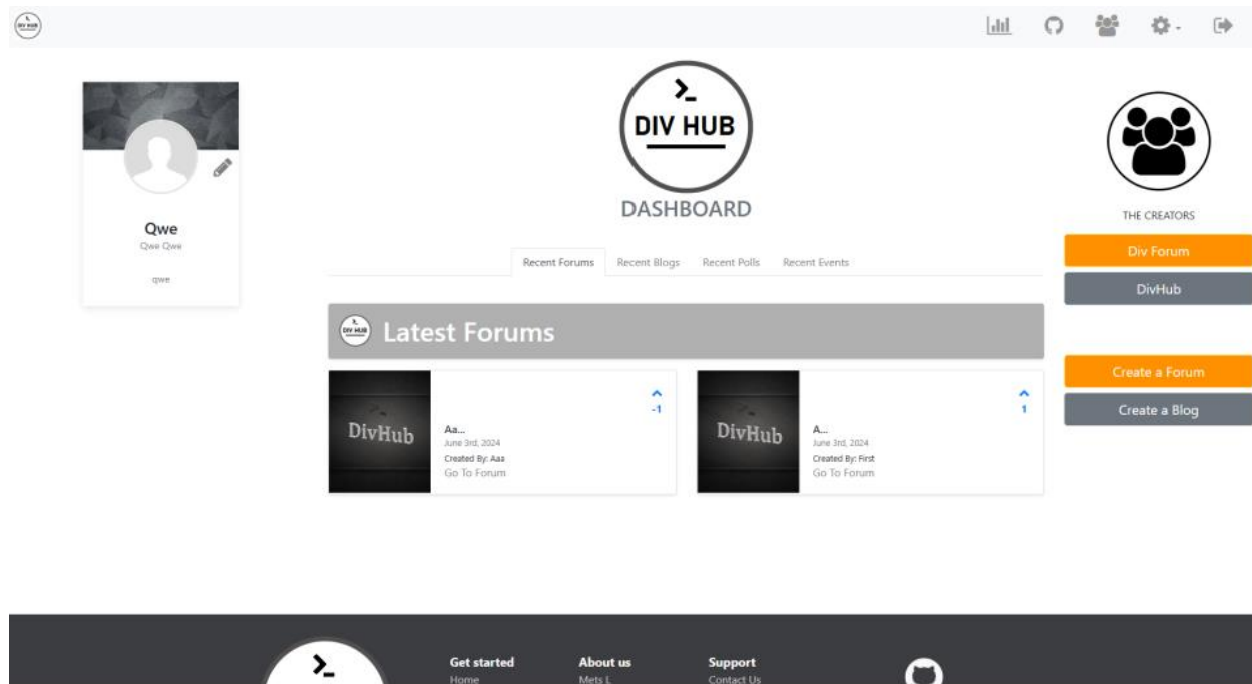 DIV HUB
DIV HUB
DASHBOARD
Qwe
Qwe Qwe
qwe
THE CREATORS
Div Forum
DivHub
Recent Forums Recent Blogs Recent Polls Recent Events
DIV HUB
Latest Forums
Create a Forum
Create a Blog
DivHub
-1
Aa...
June 3rd, 2024
Created By: Aaa
Go To Forum
DivHub
1
A...
June 3rd, 2024
Created By: First
Go To Forum
Get started
Home
About us
Mets L
Support
Contact Us